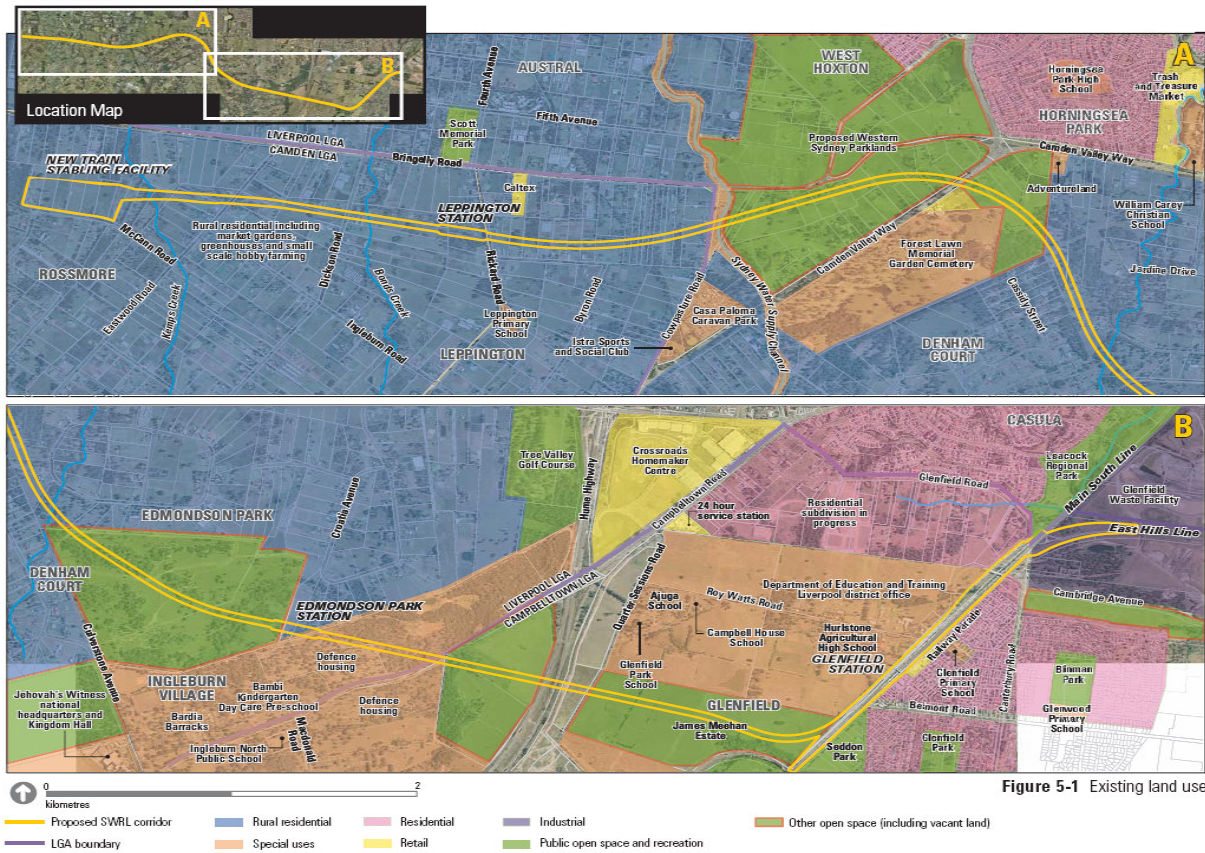 A
B
Location Map
AUSTRAL
Fourth Avenue
Fifth Avenue
Scott
Memorial
Park
LIVERPOOL LGA
CAMDEN LGA
Bringelly Road
NEW TRAIN
STABLING FACILITY
Caltex
LEPPINGTON
STATION
Rural residential including
market gardens,
greenhouses and small
scale hobby farming
McCann Road
ROSSMORE
Eastwood Road
Kemps Creek
Dickson Road
Bonds Creek
Ingleburn Road
Rickard Road
Leppington
Primary
School
LEPPINGTON
Byron Road
Cowpasture Road
Istra Sports
and Social Club
Casa Paloma
Caravan Park
Sydney Water Supply Channel
WEST
HOXTON
Proposed Western
Sydney Parklands
Camden Valley Way
Forest Lawn
Memorial
Garden Cemetery
Cassidy Street
DENHAM
COURT
Horningsea
Park High
School
HORNINGSEA
PARK
Trash
and Treasure
Market
Camden Valley Way
Adventureland
William Carey
Christian
School
Jardine Drive
A
B
DENHAM
COURT
EDMONDSON PARK
Croatia Avenue
Tree Valley
Golf Course
Hume Highway
Crossroads
Homemaker
Centre
Campbelltown Road
24 hour
service station
CASULA
Glenfield Road
Residential
subdivision in
progress
Leacock
Regional
Park
Main South Line
Glenfield
Waste Facility
East Hills Line
Cambridge Avenue
EDMONDSON PARK
STATION
LIVERPOOL LGA
CAMPBELLTOWN LGA
Quarter Sessions Road
Ajuga
School
Roy Watts Road
Department of Education and Training
Liverpool district office
Campbell House
School
Hurlstone
Agricultural
High School
GLENFIELD
STATION
Railway Parade
Glenfield
Primary
School
Canterbury Road
Binman
Park
Glenwood
Primary
School
Belmont Road
Glenfield
Park
Seddon
Park
James Meehan
Estate
GLENFIELD
Glenfield
Park
School
Culverstone Avenue
INGLEBURN
VILLAGE
Jehovah's Witness
national
headquarters and
Kingdom Hall
Bardia
Barracks
Bambi
Kindergarten
Day Care Pre-school
Defence
housing
Defence
housing
Macdonald
Road
Ingleburn North
Public School
0
2
kilometres
Figure 5-1 Existing land use
Proposed SWRL corridor
LGA boundary
Rural residential
Special uses
Residential
Retail
Industrial
Public open space and recreation
Other open space (including vacant land)